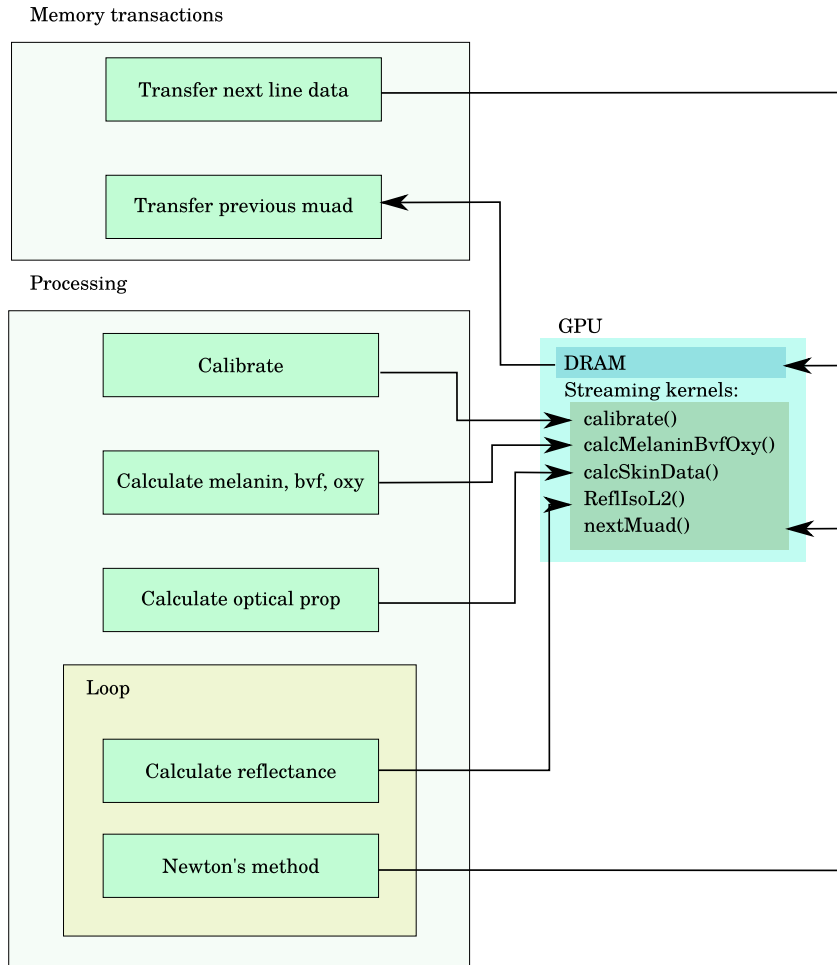 Memory transactions
Transfer next line data
Transfer previous muad
Processing
Calibrate
Calculate melanin, bvf, oxy
Calculate optical prop
Loop
Calculate reflectance
Newton's method
GPU
DRAM
Streaming kernels:
calibrate()
calcMelaninBvfOxy()
calcSkinData()
ReflIsoL2()
nextMuad()